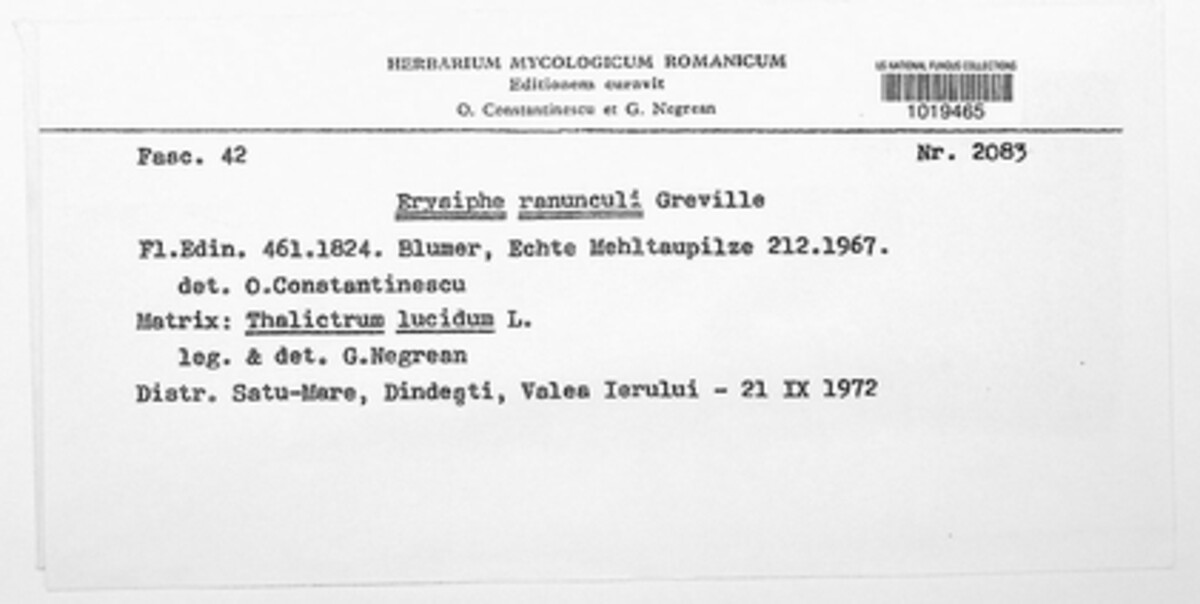 HERBARIUM MYCOLOGICUM ROMANICUM
Editionem curavit
O. Constantinescu et G. Negrean
US NATIONAL FUNGUS COLLECTIONS
1019465
Fasc. 42
Nr. 2083
Erysiphe ranunculi Greville
Fl.Edin. 461.1824. Blumer, Echte Mehltaupilze 212.1967.
det. O.Constantinescu
Matrix: Thalictrum lucidum L.
leg. & det. G.Negrean
Distr. Satu-Mare, Dindeşti, Valea Ierului - 21 IX 1972